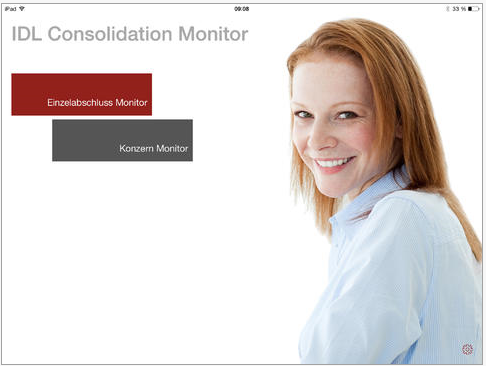 iPad 09:08 33 %
IDL Consolidation Monitor
Einzelabschluss Monitor
Konzern Monitor